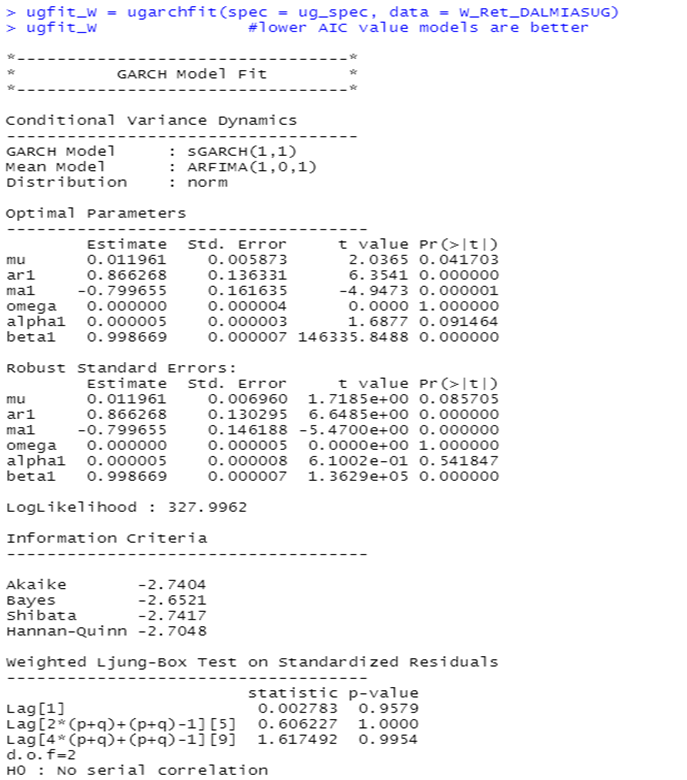 > ugfit_W = ugarchfit(spec = ug_spec, data = W_Ret_DALMIASUG)
> ugfit_W                #lower AIC value models are better
*---------------------------------*
*          GARCH Model Fit        *
*---------------------------------*
Conditional Variance Dynamics
-----------------------------------
GARCH Model     : sGARCH(1,1)
Mean Model      : ARFIMA(1,0,1)
Distribution    : norm
Optimal Parameters
------------------------------------
        Estimate  Std. Error     t value Pr(>|t|)
mu      0.011961    0.005873      2.0365 0.041703
ar1     0.866268    0.136331      6.3541 0.000000
ma1    -0.799655    0.161635     -4.9473 0.000001
omega   0.000000    0.000004      0.0000 1.000000
alpha1  0.000005    0.000003      1.6877 0.091464
beta1   0.998669    0.000007 146335.8488 0.000000
Robust Standard Errors:
        Estimate  Std. Error     t value Pr(>|t|)
mu      0.011961    0.006960  1.7185e+00 0.085705
ar1     0.866268    0.130295  6.6485e+00 0.000000
ma1    -0.799655    0.146188 -5.4700e+00 0.000000
omega   0.000000    0.000005  0.0000e+00 1.000000
alpha1  0.000005    0.000008  6.1002e-01 0.541847
beta1   0.998669    0.000007  1.3629e+05 0.000000
LogLikelihood : 327.9962
Information Criteria
------------------------------------
Akaike       -2.7404
Bayes        -2.6521
Shibata      -2.7417
Hannan-Quinn -2.7048
Weighted Ljung-Box Test on Standardized Residuals
------------------------------------
                        statistic p-value
Lag[1]                   0.002783  0.9579
Lag[2*(p+q)+(p+q)-1][5]  0.606227  1.0000
Lag[4*(p+q)+(p+q)-1][9]  1.617492  0.9954
d.o.f=2
H0 : No serial correlation